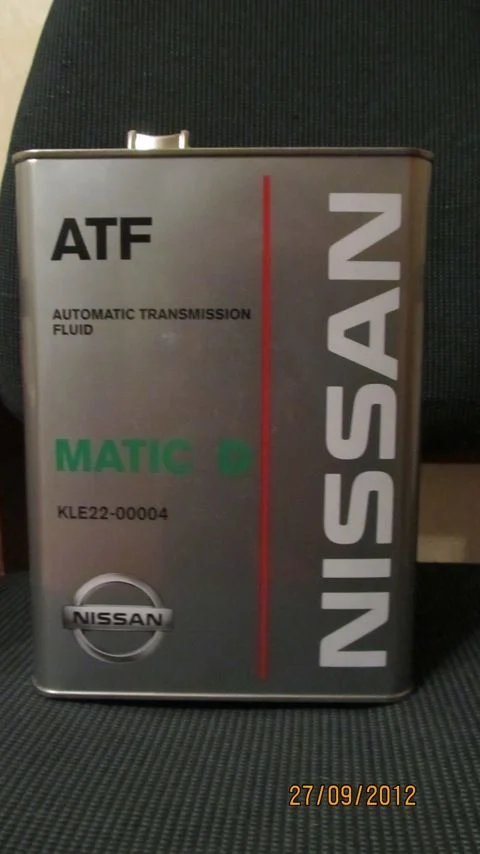 ATF
AUTOMATIC TRANSMISSION
FLUID
MATIC D
KLE22-00004
NISSAN
NISSAN
27/09/2012